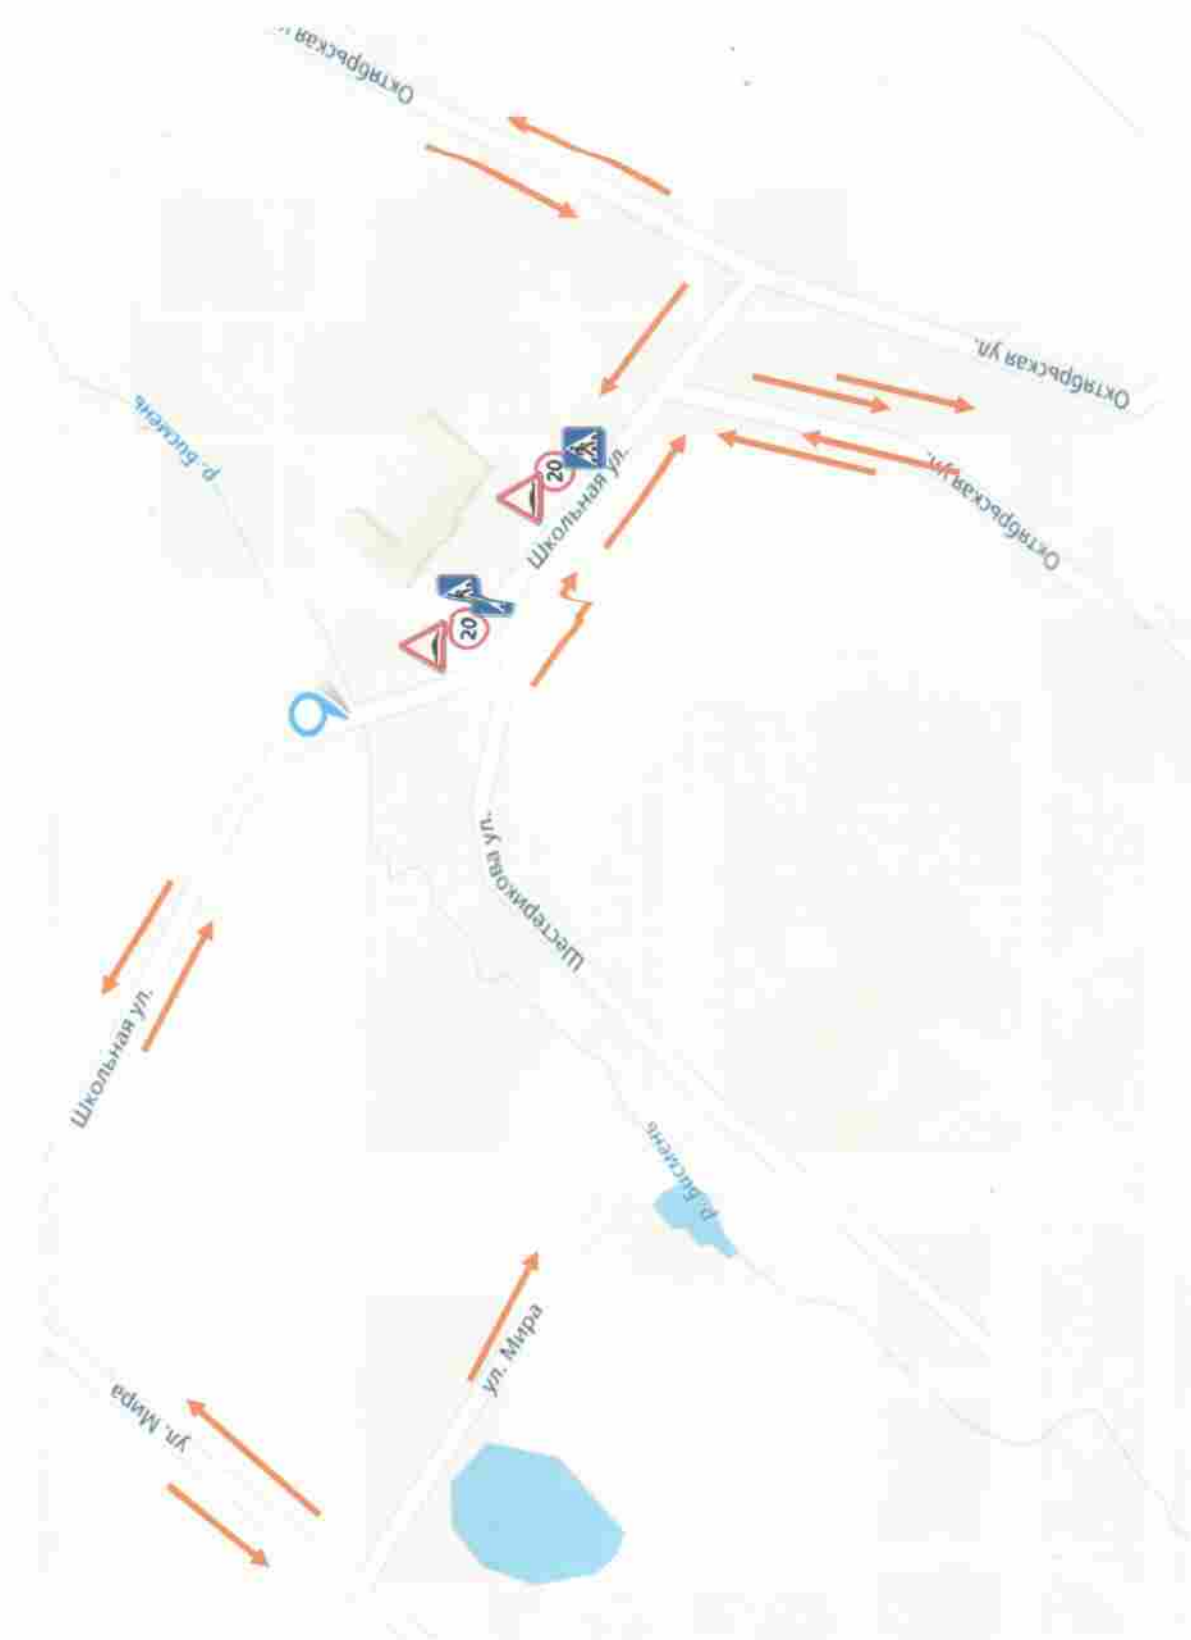 Октябрьская
Октябрьская ул.
р. Бисмень
Октябрьская ул.
20
Школьная ул.
20
Шестерикова ул.
Школьная ул.
р. Бисмень
ул. Мира
ул. Мира